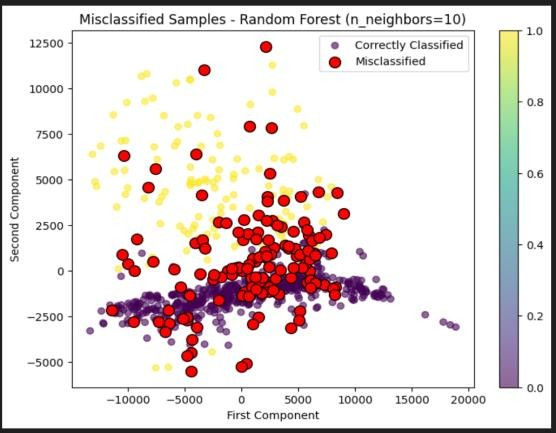 Misclassified Samples - Random Forest (n_neighbors=10)
Correctly Classified
Misclassified
12500
10000
7500
5000
2500
0
−2500
−5000
Second Component
−10000 −5000 0 5000 10000 15000 20000
First Component
1.0
0.8
0.6
0.4
0.2
0.0